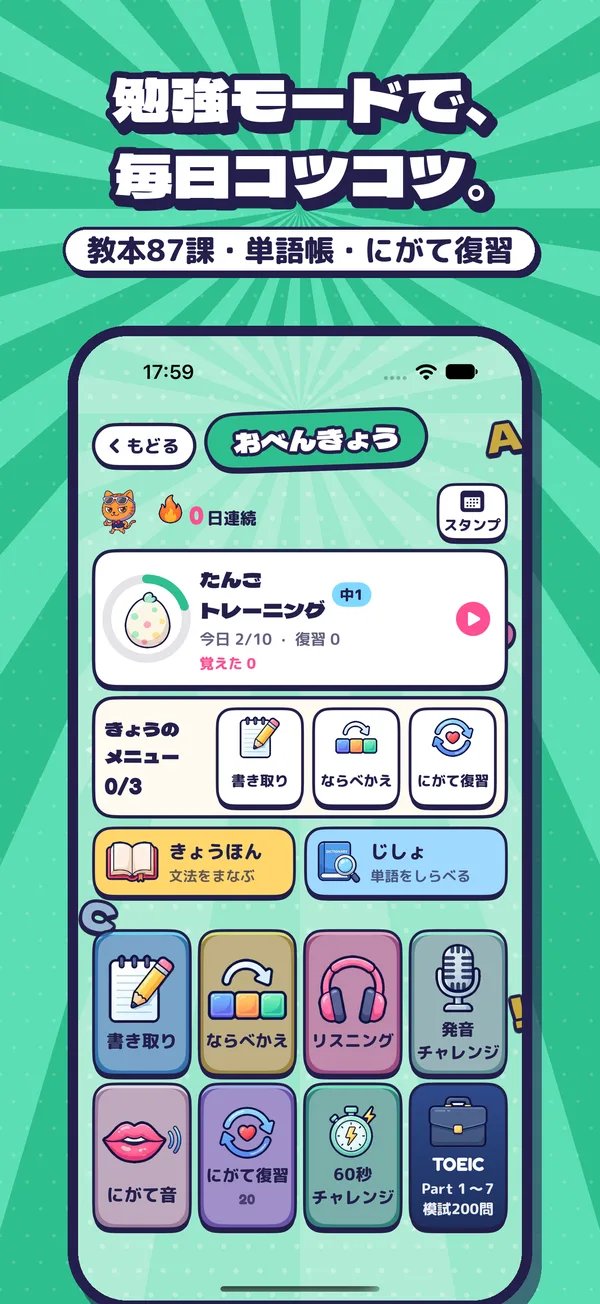 勉強モードで、
毎日コツコツ。
教本87課・単語帳・にがて復習
17:59
もどる
おべんきょう
A
0日連続
スタンプ
たんご
トレーニング
中1
今日 2/10 ・ 復習 0
覚えた 0
きょうの
メニュー
0/3
書き取り
ならべかえ
にがて復習
きょうほん
文法をまなぶ
DICTIONARY
じしょ
単語をしらべる
C
書き取り
ならべかえ
リスニング
発音
チャレンジ
!
にがて音
にがて復習
20
60秒
チャレンジ
TOEIC
Part 1〜7
模試200問